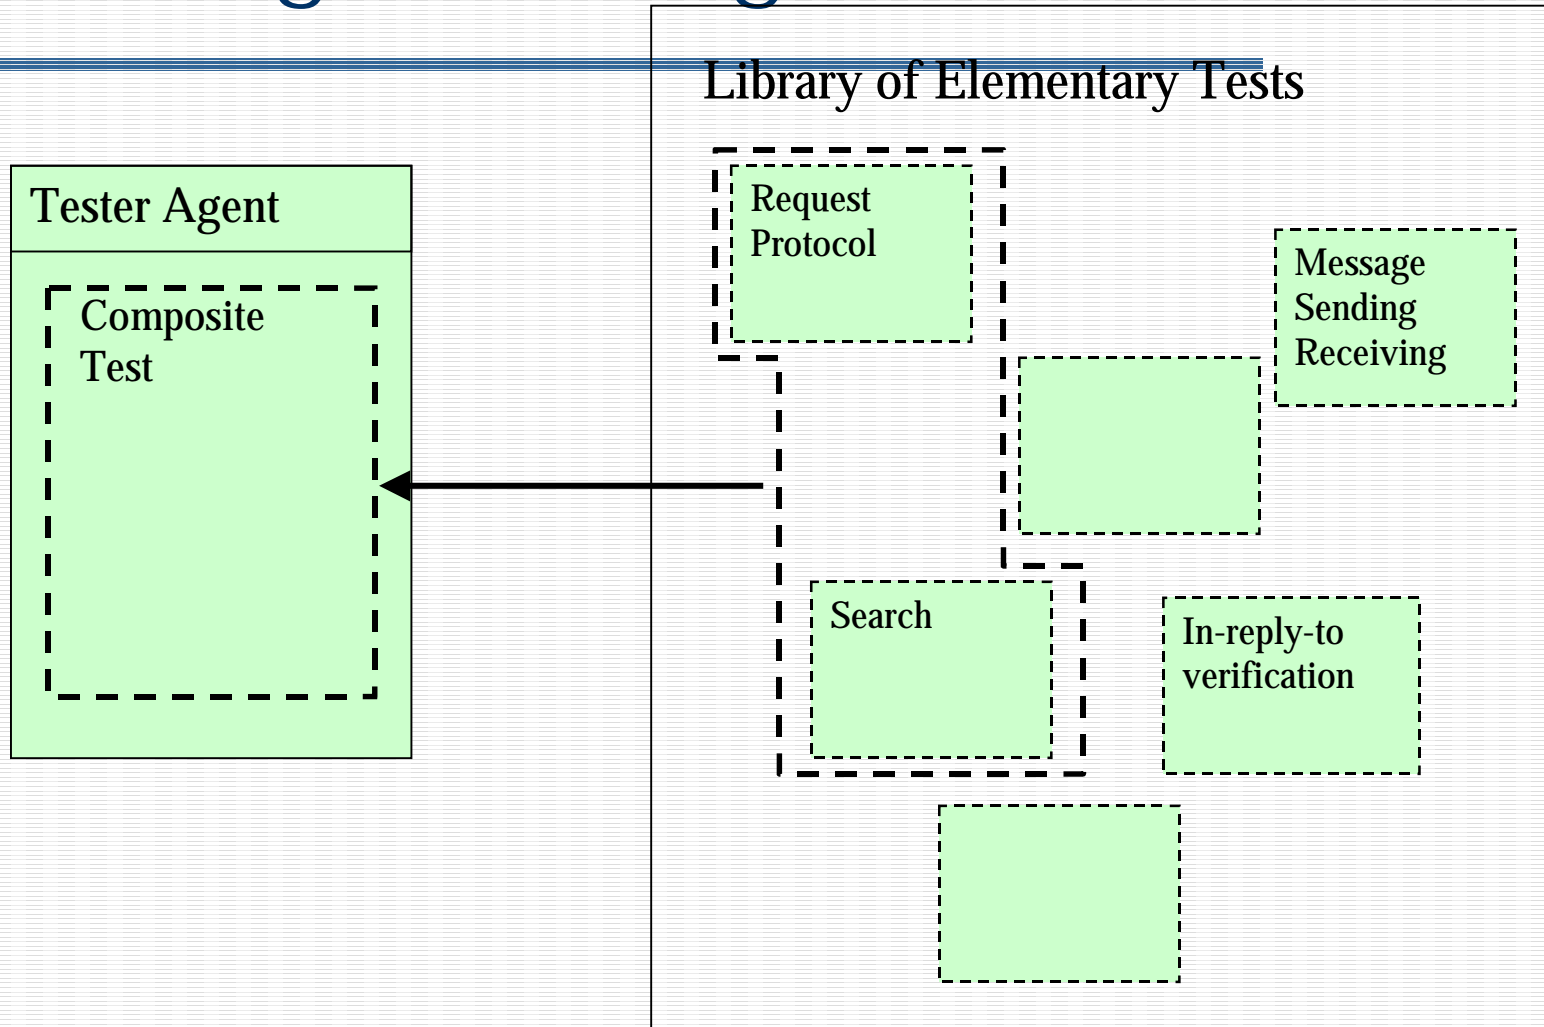 Library of Elementary Tests
Tester Agent
Composite
Test
Request
Protocol
Message
Sending
Receiving
Search
In-reply-to
verification